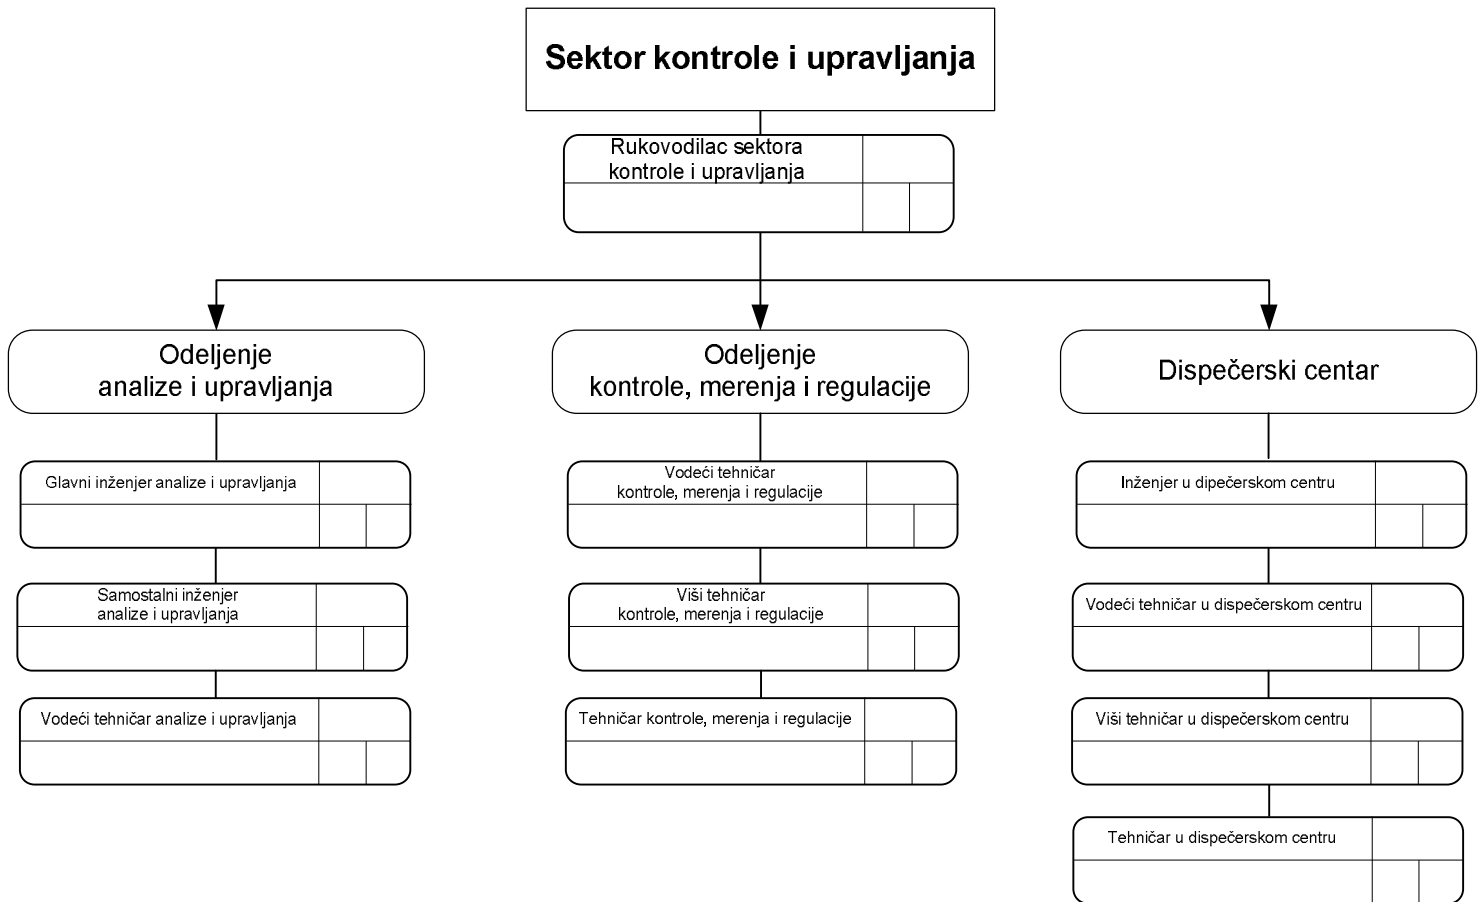 Sektor kontrole i upravljanja
Rukovodilac sektora
kontrole i upravljanja
Odeljenje
analize i upravljanja
Odeljenje
kontrole, merenja i regulacije
Dispečerski centar
Glavni inženjer analize i upravljanja
Vodeći tehničar
kontrole, merenja i regulacije
Inženjer u dipečerskom centru
Samostalni inženjer
analize i upravljanja
Viši tehničar
kontrole, merenja i regulacije
Vodeći tehničar u dispečerskom centru
Vodeći tehničar analize i upravljanja
Tehničar kontrole, merenja i regulacije
Viši tehničar u dispečerskom centru
Tehničar u dispečerskom centru